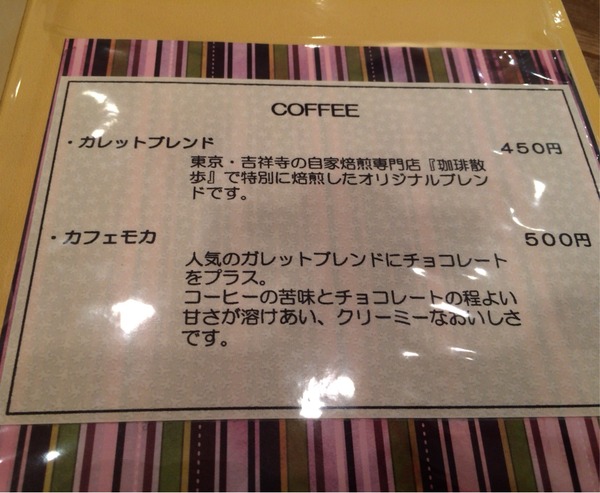 COFFEE
・ガレットブレンド 450円
東京・吉祥寺の自家焙煎専門店『珈琲散
歩』で特別に焙煎したオリジナルブレン
ドです。
・カフェモカ 500円
人気のガレットブレンドにチョコレート
をプラス。
コーヒーの苦味とチョコレートの程よい
甘さが溶けあい、クリーミーなおいしさ
です。